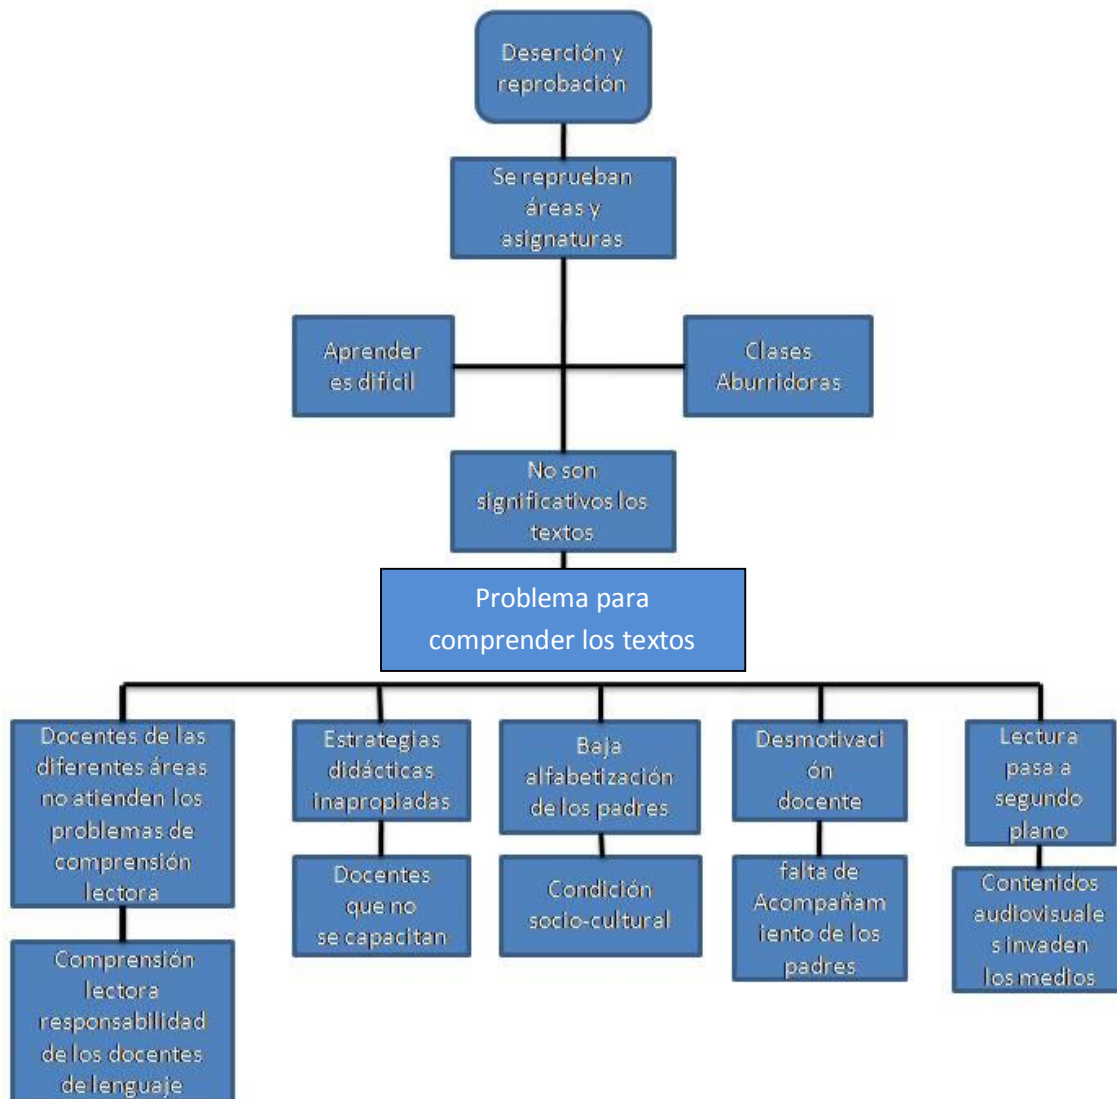 Deserción y
reprobación
Se reprueban
áreas y
asignaturas
Aprender
es difícil
Clases
Aburridoras
No son
significativos los
textos
Problema para
comprender los textos
Docentes de las
diferentes áreas
no atienden los
problemas de
comprensión
lectora
Estrategias
didácticas
inapropiadas
Baja
alfabetización
de los padres
Desmotivaci
ón
docente
Lectura
pasa a
segundo
plano
Comprensión
lectora
responsabilidad
de los docentes
de lenguaje
Docentes
que no
se capacitan
Condición
socio-cultural
falta de
Acompañam
iento de los
padres
Contenidos
audiovisuale
s invaden
los medios